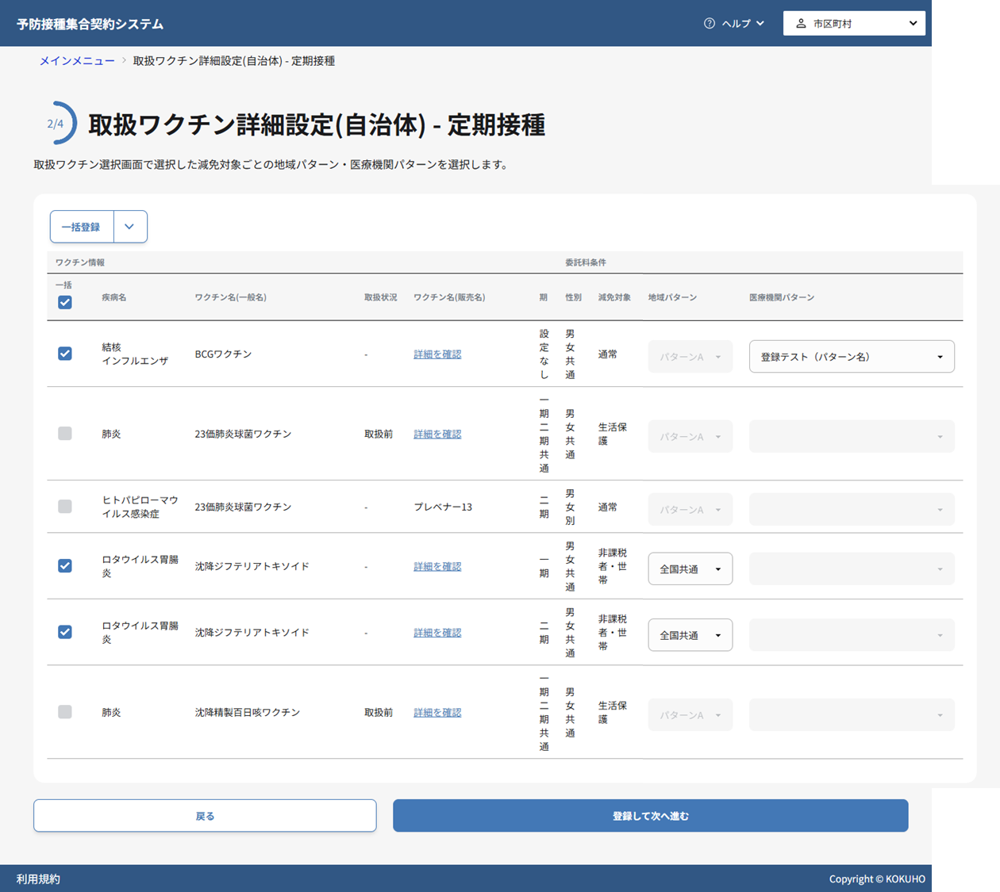 予防接種集合契約システム
ヘルプ
市区町村
メインメニュー > 取扱ワクチン詳細設定(自治体) - 定期接種
2/4
取扱ワクチン詳細設定(自治体) - 定期接種
取扱ワクチン選択画面で選択した減免対象ごとの地域パターン・医療機関パターンを選択します。
一括登録
ワクチン情報 委託料条件
一括
疾病名 ワクチン名(一般名) 取扱状況 ワクチン名(販売名) 期 性別 減免対象 地域パターン 医療機関パターン
結核
インフルエンザ
BCGワクチン
-
詳細を確認
設定なし
男女共通
通常
パターンA
登録テスト（パターン名）
肺炎
23価肺炎球菌ワクチン
取扱前
詳細を確認
一期二期共通
男女共通
生活保
護
パターンA
ヒトパピローマウ
イルス感染症
23価肺炎球菌ワクチン
-
プレベナー13
二期
男女別
通常
パターンA
ロタウイルス胃腸
炎
沈降ジフテリアトキソイド
-
詳細を確認
一期
男女共通
非課税
者・世
帯
全国共通
ロタウイルス胃腸
炎
沈降ジフテリアトキソイド
-
詳細を確認
二期
男女共通
非課税
者・世
帯
全国共通
肺炎
沈降精製百日咳ワクチン
取扱前
詳細を確認
一期二期共通
男女共通
生活保
護
パターンA
戻る
登録して次へ進む
利用規約
Copyright © KOKUHO